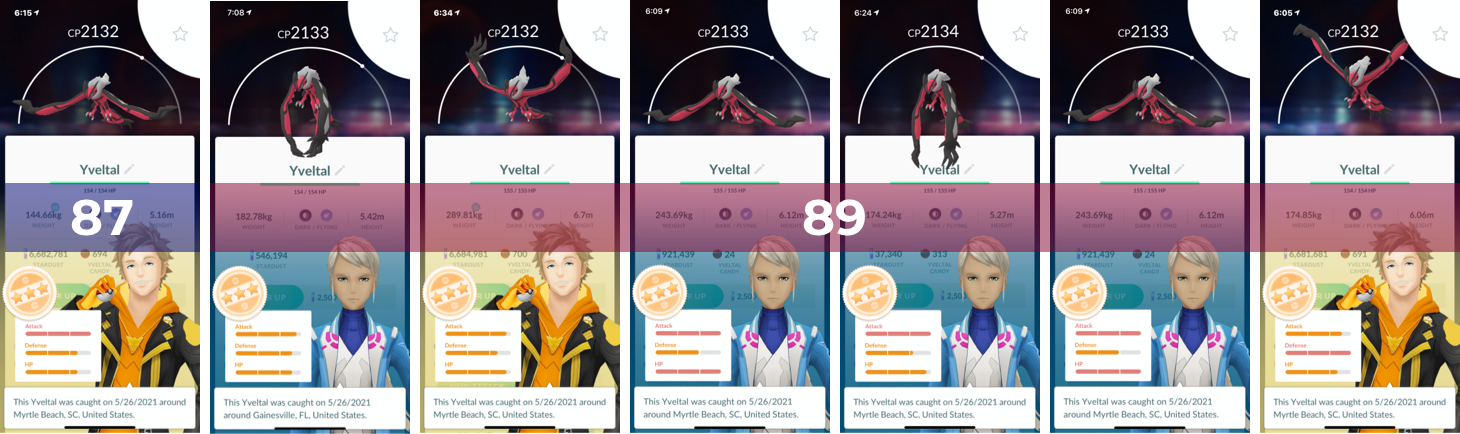 6:15
CP2132
Yveltal
154 / 154 HP
144.66kg
WEIGHT
5.16m
87
6,682,781
STARDUST
694
YVELTAL
CANDY
Attack
Defense
HP
This Yveltal was caught on 5/26/2021 around
Myrtle Beach, SC, United States.
7:08
CP2133
Yveltal
154 / 154 HP
182.78kg
WEIGHT
DARK / FLYING
5.42m
HEIGHT
546,194
STARDUST
2,50
Attack
Defense
HP
This Yveltal was caught on 5/26/2021
around Gainesville, FL, United States.
6:34
CP2132
Yveltal
155 / 155 HP
289.81kg
WEIGHT
DARK / FLYING
6.7m
HEIGHT
6,684,981
STARDUST
700
YVELTAL
CANDY
Attack
Defense
HP
This Yveltal was caught on 5/26/2021 around
Myrtle Beach, SC, United States.
6:09
CP2133
Yveltal
155 / 155 HP
243.69kg
WEIGHT
DARK / FLYING
6.12m
HEIGHT
89
921,439
STARDUST
24
YVELTAL
CANDY
UP
2,50
Attack
Defense
HP
This Yveltal was caught on 5/26/2021
around Myrtle Beach, SC, United States.
6:24
CP2134
Yveltal
155 / 155 HP
174.24kg
DARK / FLYING
5.27m
HEIGHT
37,340
STARDUST
313
YVELTAL
CANDY
UP
2,50
Attack
Defense
HP
This Yveltal was caught on 5/26/2021
around Myrtle Beach, SC, United States.
6:09
CP2133
Yveltal
155 / 155 HP
243.69kg
WEIGHT
DARK / FLYING
6.12m
HEIGHT
921,439
STARDUST
24
YVELTAL
CANDY
UP
2,50
Attack
Defense
HP
This Yveltal was caught on 5/26/2021
around Myrtle Beach, SC, United States.
6:05
CP2132
Yveltal
154 / 154 HP
174.85kg
WEIGHT
DARK / FLYING
6.06m
HEIGHT
6,681,681
STARDUST
691
YVELTAL
CANDY
Attack
Defense
HP
This Yveltal was caught on 5/26/2021 around
Myrtle Beach, SC, United States.